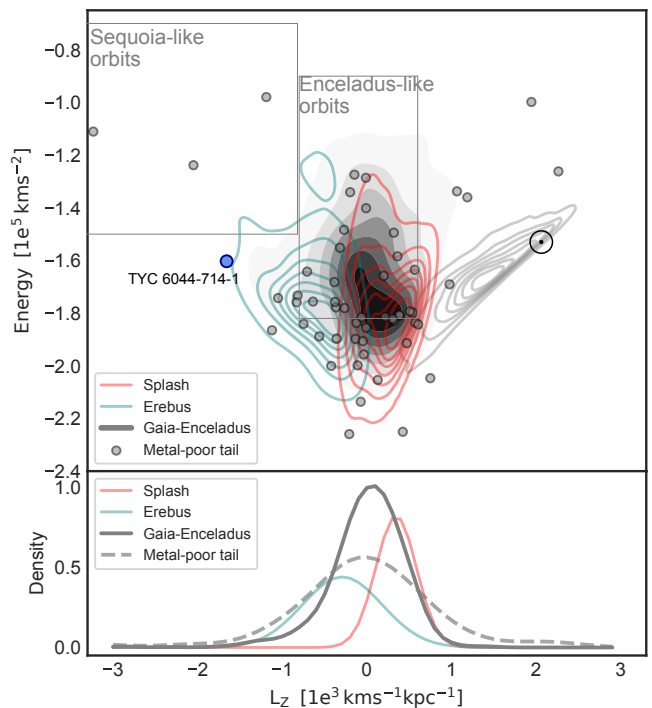 −0.8
−1.0
−1.2
−1.4
−1.6
−1.8
−2.0
−2.2
−2.4
Energy [1e⁵ kms⁻²]
Sequoia-like
orbits
Enceladus-like
orbits
TYC 6044-714-1
Splash
Erebus
Gaia-Enceladus
Metal-poor tail
1.0
0.5
0.0
Density
Splash
Erebus
Gaia-Enceladus
Metal-poor tail
−3 −2 −1 0 1 2 3
L_Z [1e³ kms⁻¹kpc⁻¹]